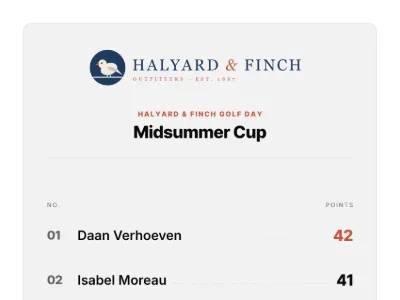 HALYARD & FINCH
OUTFITTERS · EST. 1987
HALYARD & FINCH GOLF DAY
Midsummer Cup
NO. POINTS
01 Daan Verhoeven 42
02 Isabel Moreau 41